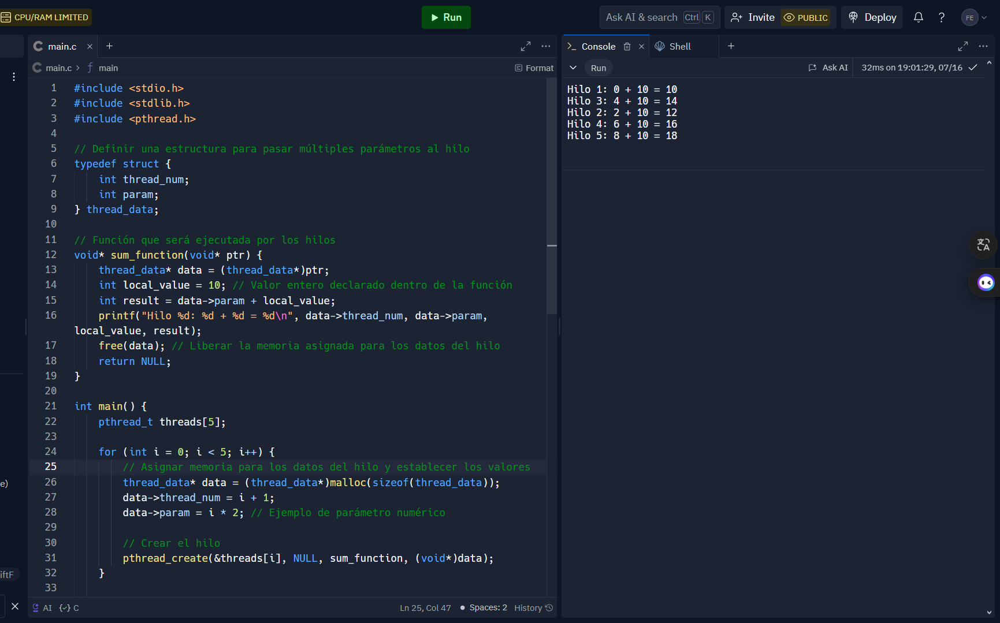 CPU/RAM LIMITED
Run
Ask AI & search Ctrl K
Invite
PUBLIC
Deploy
FE
main.c
main.c > main
Format
1 #include <stdio.h>
2 #include <stdlib.h>
3 #include <pthread.h>
4
5 // Definir una estructura para pasar múltiples parámetros al hilo
6 typedef struct {
7 int thread_num;
8 int param;
9 } thread_data;
10
11 // Función que será ejecutada por los hilos
12 void* sum_function(void* ptr) {
13 thread_data* data = (thread_data*)ptr;
14 int local_value = 10; // Valor entero declarado dentro de la función
15 int result = data->param + local_value;
16 printf("Hilo %d: %d + %d = %d\n", data->thread_num, data->param,
local_value, result);
17 free(data); // Liberar la memoria asignada para los datos del hilo
18 return NULL;
19 }
20
21 int main() {
22 pthread_t threads[5];
23
24 for (int i = 0; i < 5; i++) {
25 // Asignar memoria para los datos del hilo y establecer los valores
26 thread_data* data = (thread_data*)malloc(sizeof(thread_data));
27 data->thread_num = i + 1;
28 data->param = i * 2; // Ejemplo de parámetro numérico
29
30 // Crear el hilo
31 pthread_create(&threads[i], NULL, sum_function, (void*)data);
32 }
33
e)
iftF
AI
C
Ln 25, Col 47
Spaces: 2
History
Console
Shell
Run
Ask AI
32ms on 19:01:29, 07/16
Hilo 1: 0 + 10 = 10
Hilo 3: 4 + 10 = 14
Hilo 2: 2 + 10 = 12
Hilo 4: 6 + 10 = 16
Hilo 5: 8 + 10 = 18